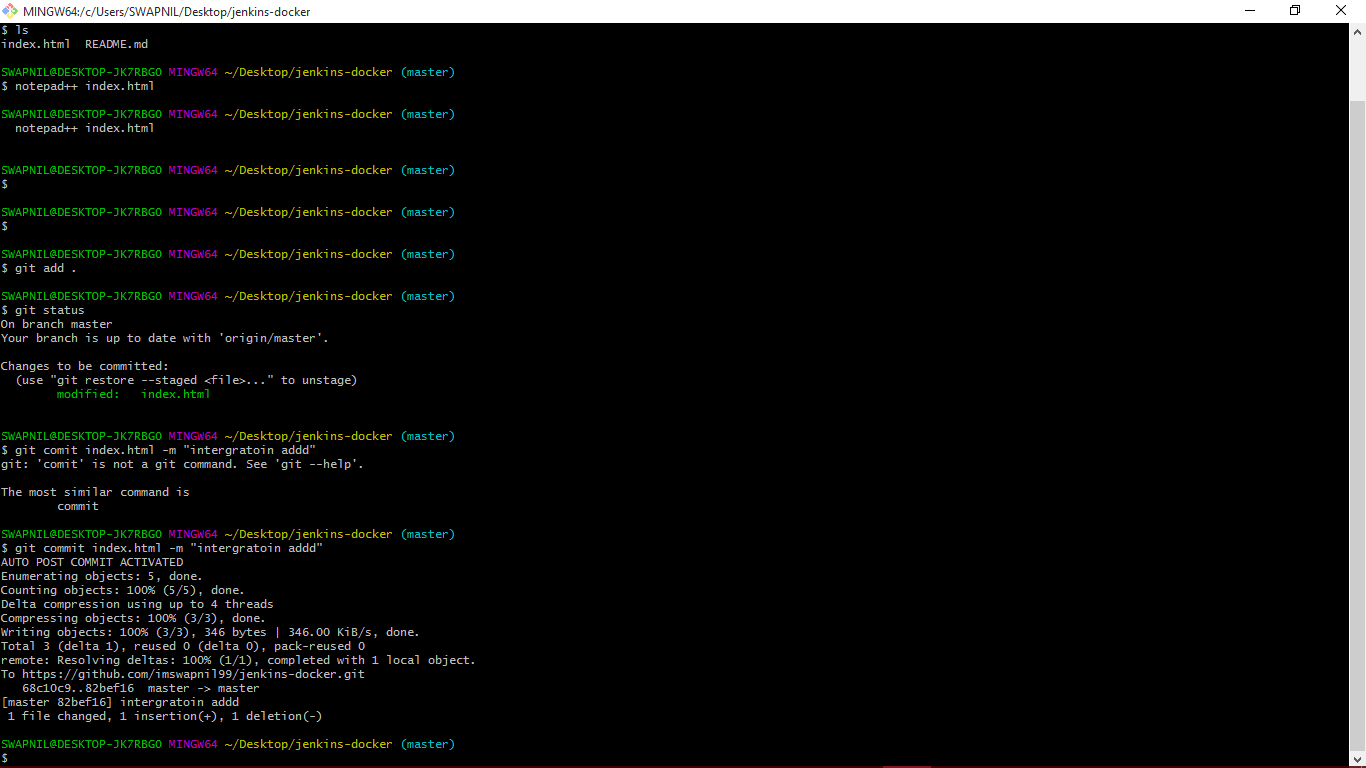 MINGW64:/c/Users/SWAPNIL/Desktop/jenkins-docker
$ ls
index.html  README.md
SWAPNIL@DESKTOP-JK7RBGO MINGW64 ~/Desktop/jenkins-docker (master)
$ notepad++ index.html
SWAPNIL@DESKTOP-JK7RBGO MINGW64 ~/Desktop/jenkins-docker (master)
  notepad++ index.html
SWAPNIL@DESKTOP-JK7RBGO MINGW64 ~/Desktop/jenkins-docker (master)
$
SWAPNIL@DESKTOP-JK7RBGO MINGW64 ~/Desktop/jenkins-docker (master)
$
SWAPNIL@DESKTOP-JK7RBGO MINGW64 ~/Desktop/jenkins-docker (master)
$ git add .
SWAPNIL@DESKTOP-JK7RBGO MINGW64 ~/Desktop/jenkins-docker (master)
$ git status
On branch master
Your branch is up to date with 'origin/master'.
Changes to be committed:
  (use "git restore --staged <file>..." to unstage)
        modified:   index.html
SWAPNIL@DESKTOP-JK7RBGO MINGW64 ~/Desktop/jenkins-docker (master)
$ git comit index.html -m "intergratoin addd"
git: 'comit' is not a git command. See 'git --help'.
The most similar command is
        commit
SWAPNIL@DESKTOP-JK7RBGO MINGW64 ~/Desktop/jenkins-docker (master)
$ git commit index.html -m "intergratoin addd"
AUTO POST COMMIT ACTIVATED
Enumerating objects: 5, done.
Counting objects: 100% (5/5), done.
Delta compression using up to 4 threads
Compressing objects: 100% (3/3), done.
Writing objects: 100% (3/3), 346 bytes | 346.00 KiB/s, done.
Total 3 (delta 1), reused 0 (delta 0), pack-reused 0
remote: Resolving deltas: 100% (1/1), completed with 1 local object.
To https://github.com/imswapnil99/jenkins-docker.git
   68c10c9..82bef16  master -> master
[master 82bef16] intergratoin addd
 1 file changed, 1 insertion(+), 1 deletion(-)
SWAPNIL@DESKTOP-JK7RBGO MINGW64 ~/Desktop/jenkins-docker (master)
$